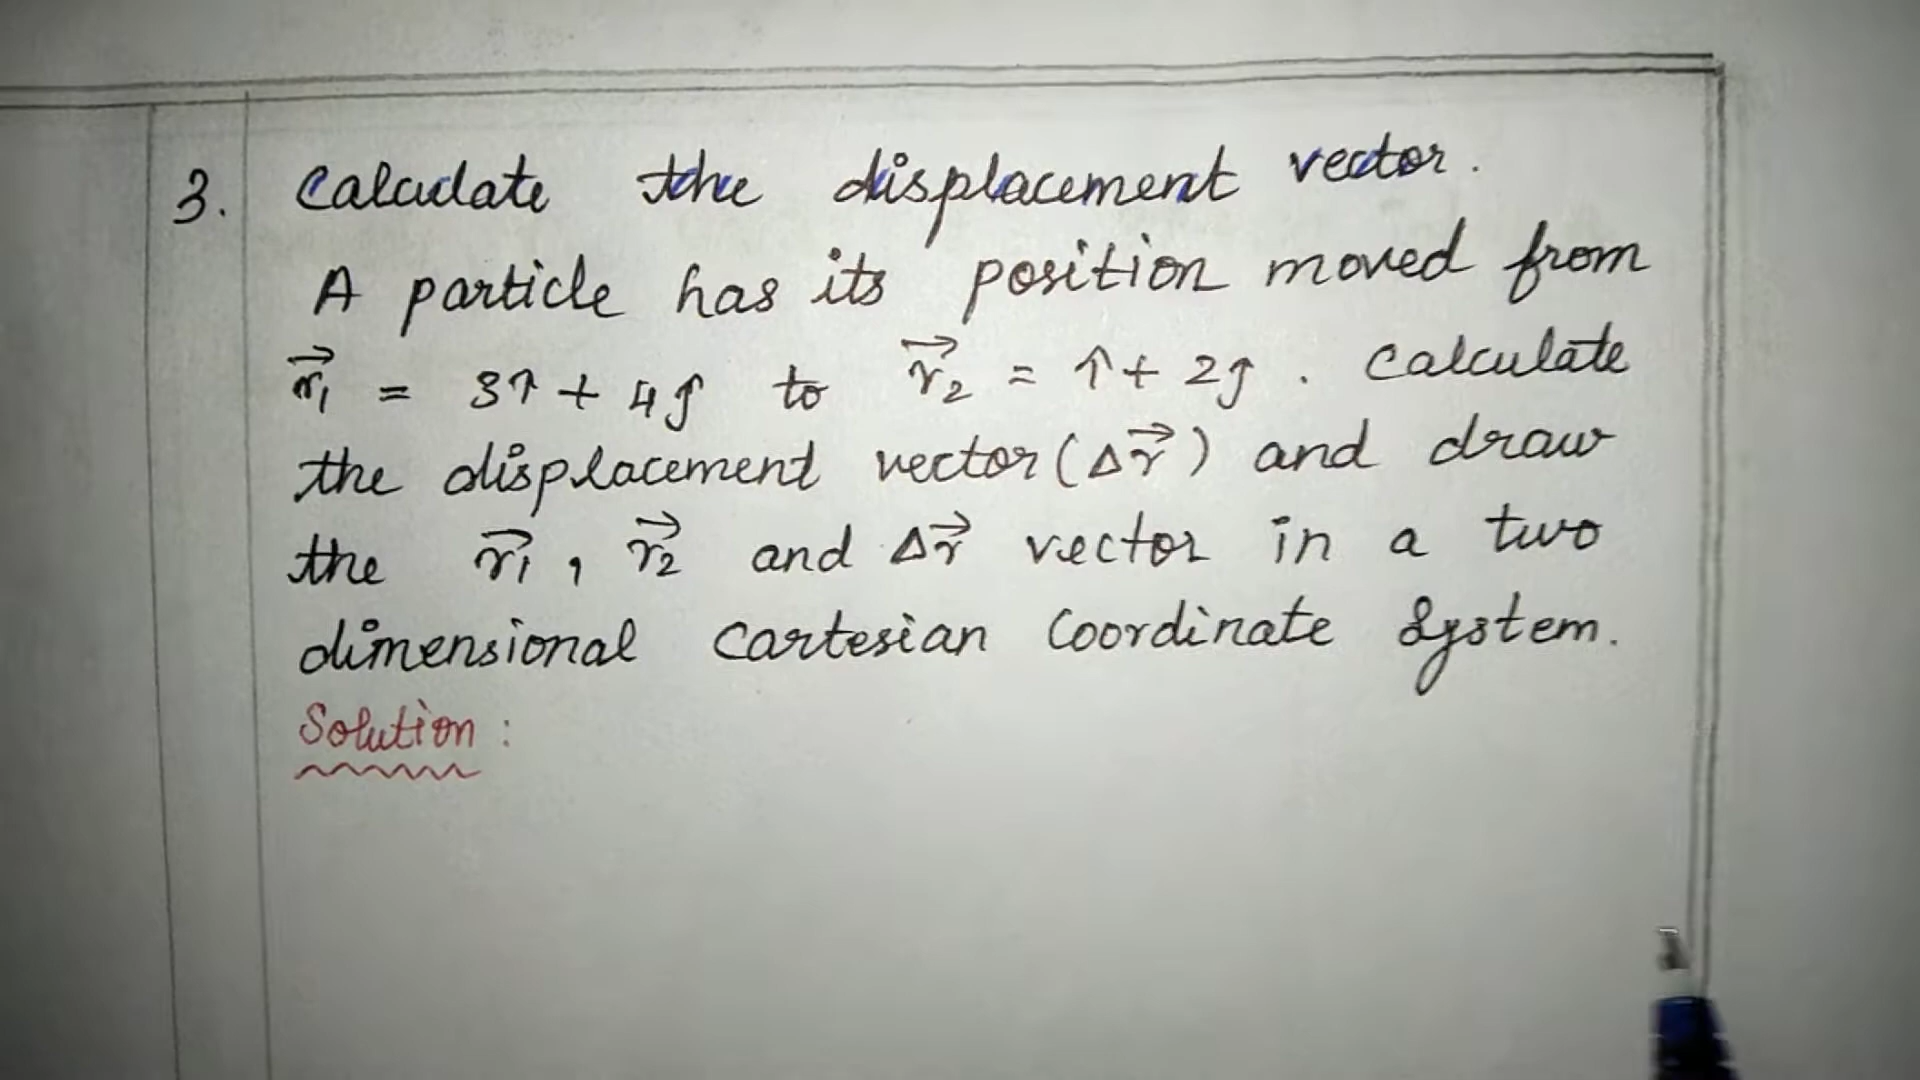 3. Calculate the displacement vector.
A particle has its position moved from
r⃗₁ = 3î + 4ĵ to r⃗₂ = î + 2ĵ. Calculate
the displacement vector (Δr⃗) and draw
the r⃗₁, r⃗₂ and Δr⃗ vector in a two
dimensional Cartesian Coordinate System.
Solution: